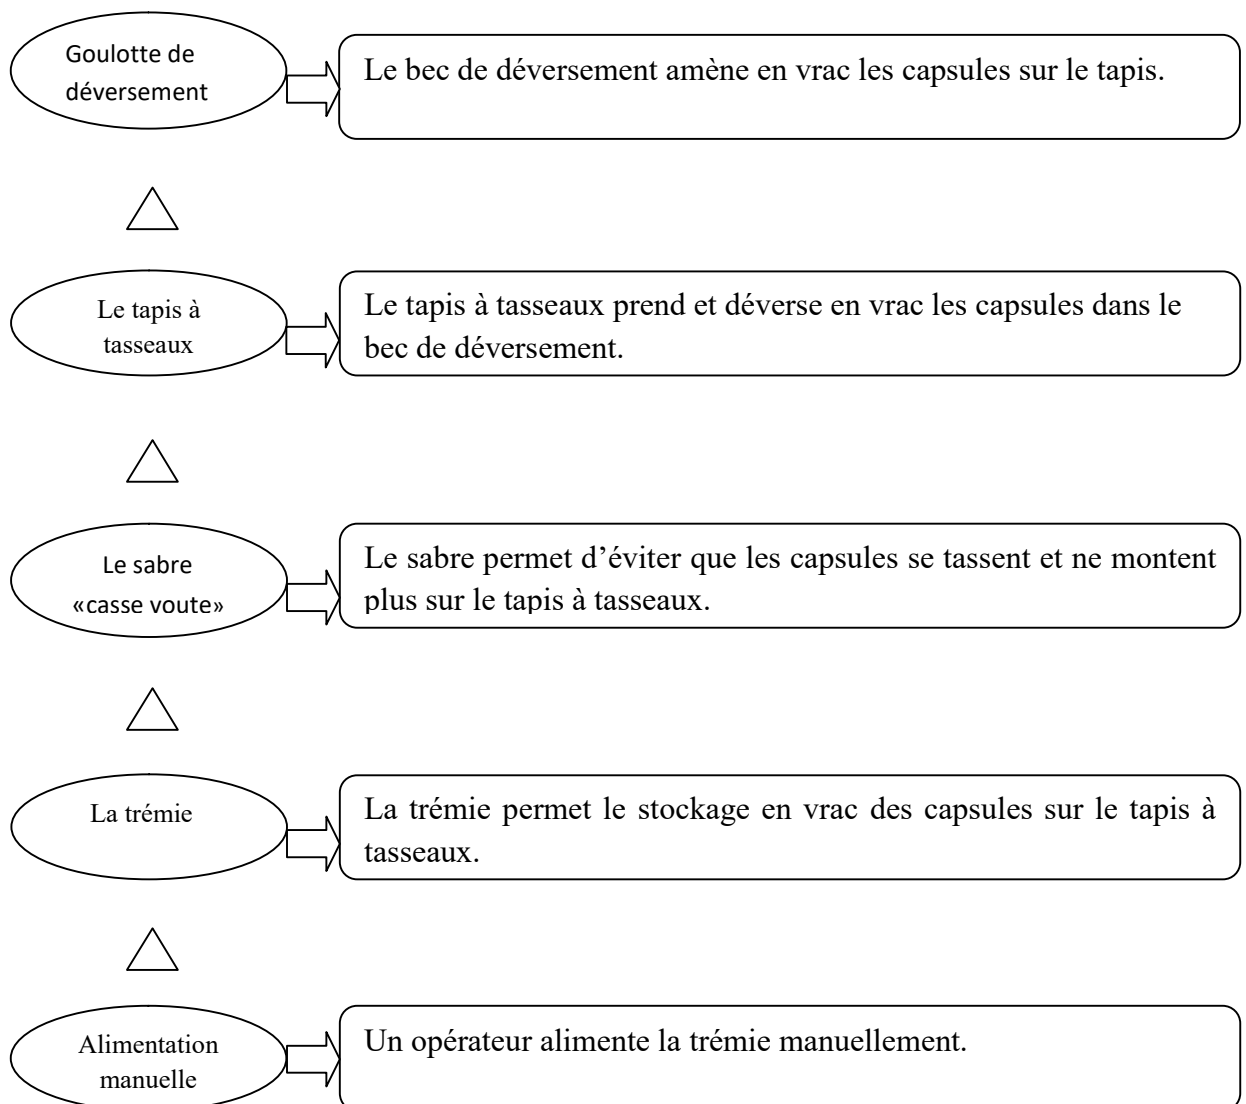 Goulotte de
déversement
Le bec de déversement amène en vrac les capsules sur le tapis.
Le tapis à
tasseaux
Le tapis à tasseaux prend et déverse en vrac les capsules dans le
bec de déversement.
Le sabre
«casse voute»
Le sabre permet d’éviter que les capsules se tassent et ne montent
plus sur le tapis à tasseaux.
La trémie
La trémie permet le stockage en vrac des capsules sur le tapis à
tasseaux.
Alimentation
manuelle
Un opérateur alimente la trémie manuellement.